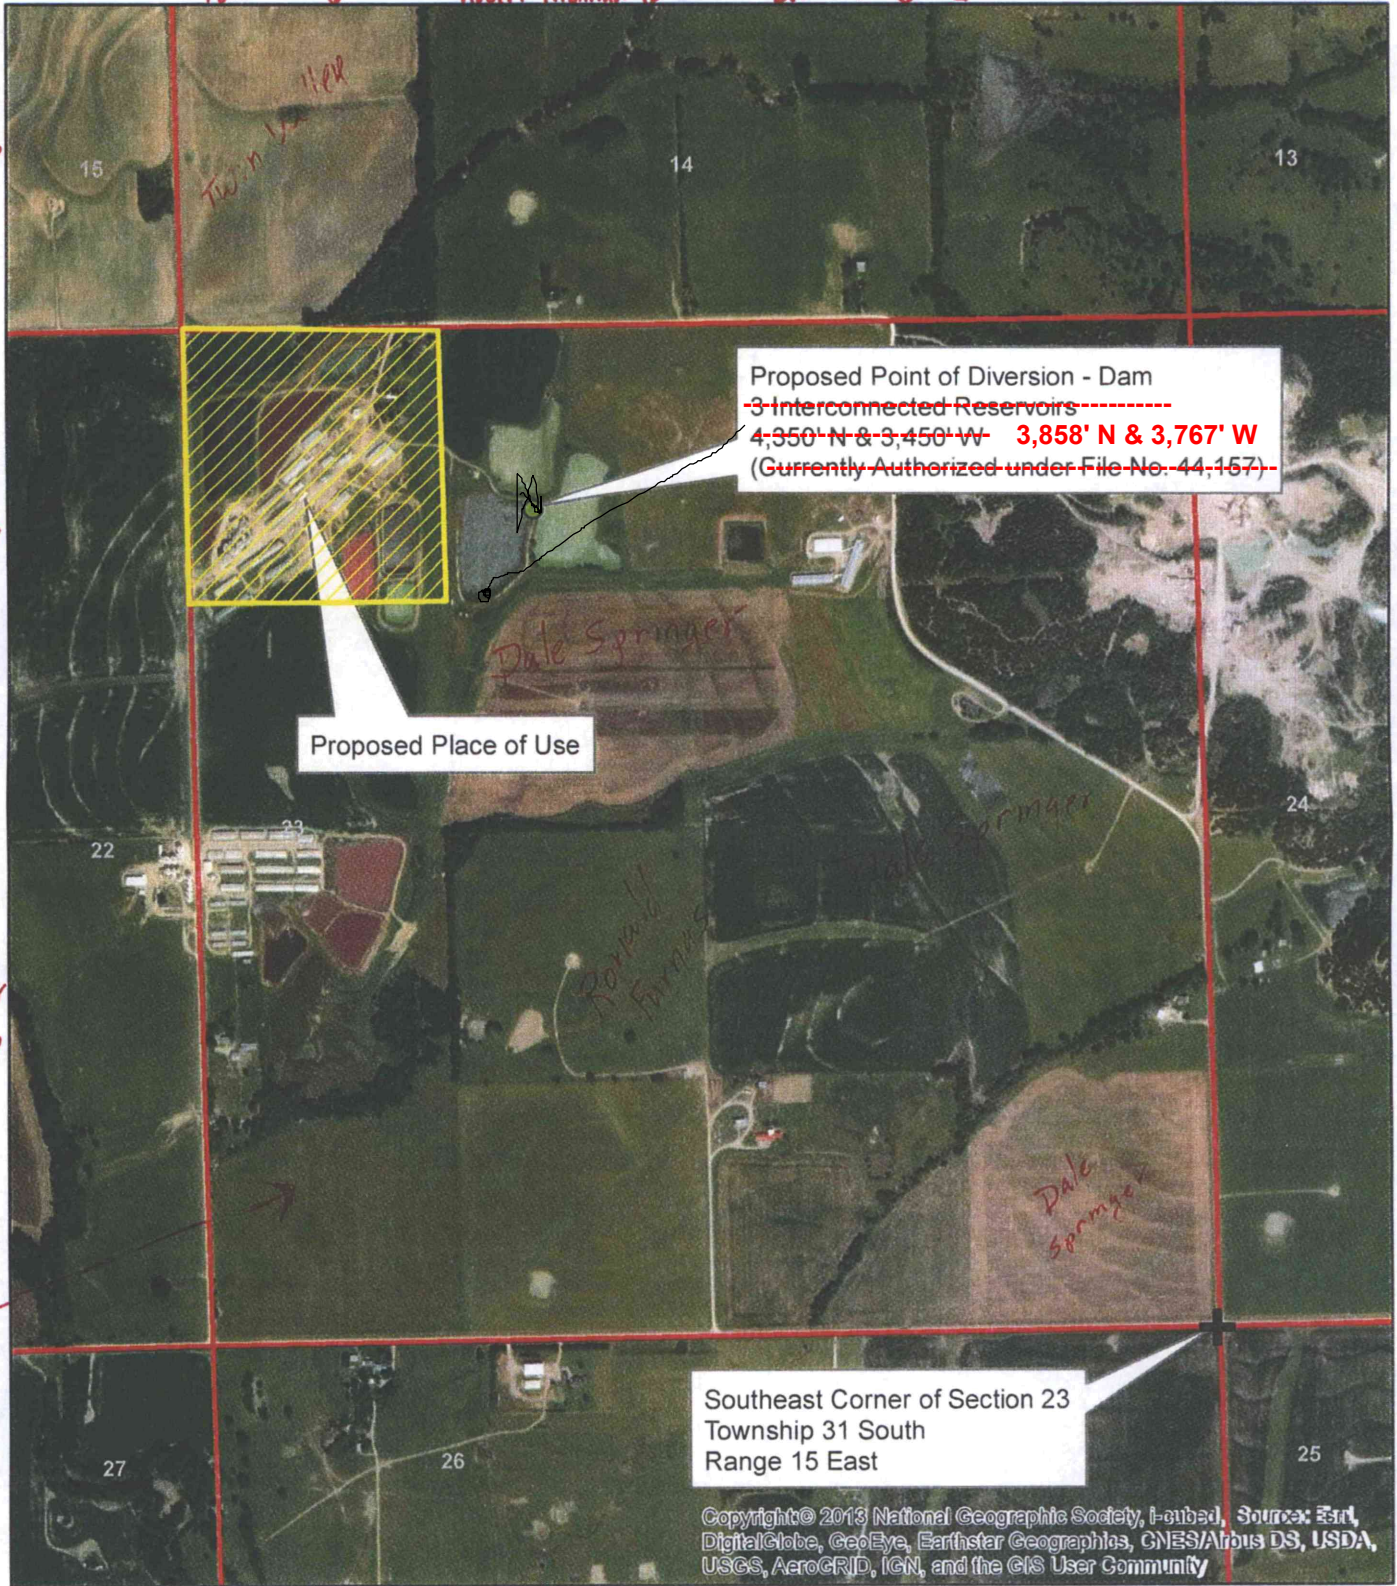 15
14
13
Proposed Point of Diversion - Dam
3 Interconnected Reservoirs
4,350' N & 3,450' W 3,858' N & 3,767' W
(Currently Authorized under File No. 44,157)
Dale Springer
Proposed Place of Use
22
23
24
Dale Springer
Ronald
Furnas
Dale
Springer
Southeast Corner of Section 23
Township 31 South
Range 15 East
27
26
25
Copyright:© 2013 National Geographic Society, i-cubed, Source: Esri,
DigitalGlobe, GeoEye, Earthstar Geographics, CNES/Airbus DS, USDA,
USGS, AeroGRID, IGN, and the GIS User Community